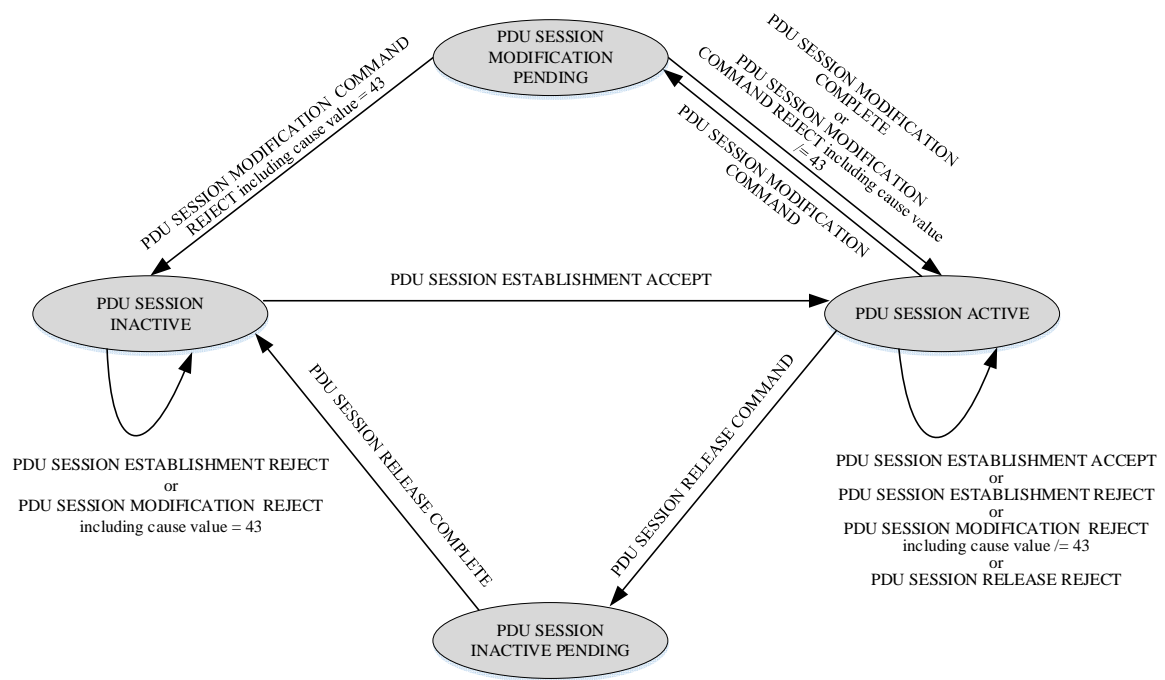 PDU SESSION
MODIFICATION
PENDING
PDU SESSION MODIFICATION COMMAND
REJECT including cause value = 43
PDU SESSION MODIFICATION
COMPLETE
or
PDU SESSION MODIFICATION
COMMAND REJECT including cause value
/= 43
PDU SESSION MODIFICATION
COMMAND
PDU SESSION
INACTIVE
PDU SESSION ESTABLISHMENT ACCEPT
PDU SESSION ACTIVE
PDU SESSION ESTABLISHMENT REJECT
or
PDU SESSION MODIFICATION REJECT
including cause value = 43
PDU SESSION RELEASE COMPLETE
PDU SESSION RELEASE COMMAND
PDU SESSION ESTABLISHMENT ACCEPT
or
PDU SESSION ESTABLISHMENT REJECT
or
PDU SESSION MODIFICATION REJECT
including cause value /= 43
or
PDU SESSION RELEASE REJECT
PDU SESSION
INACTIVE PENDING